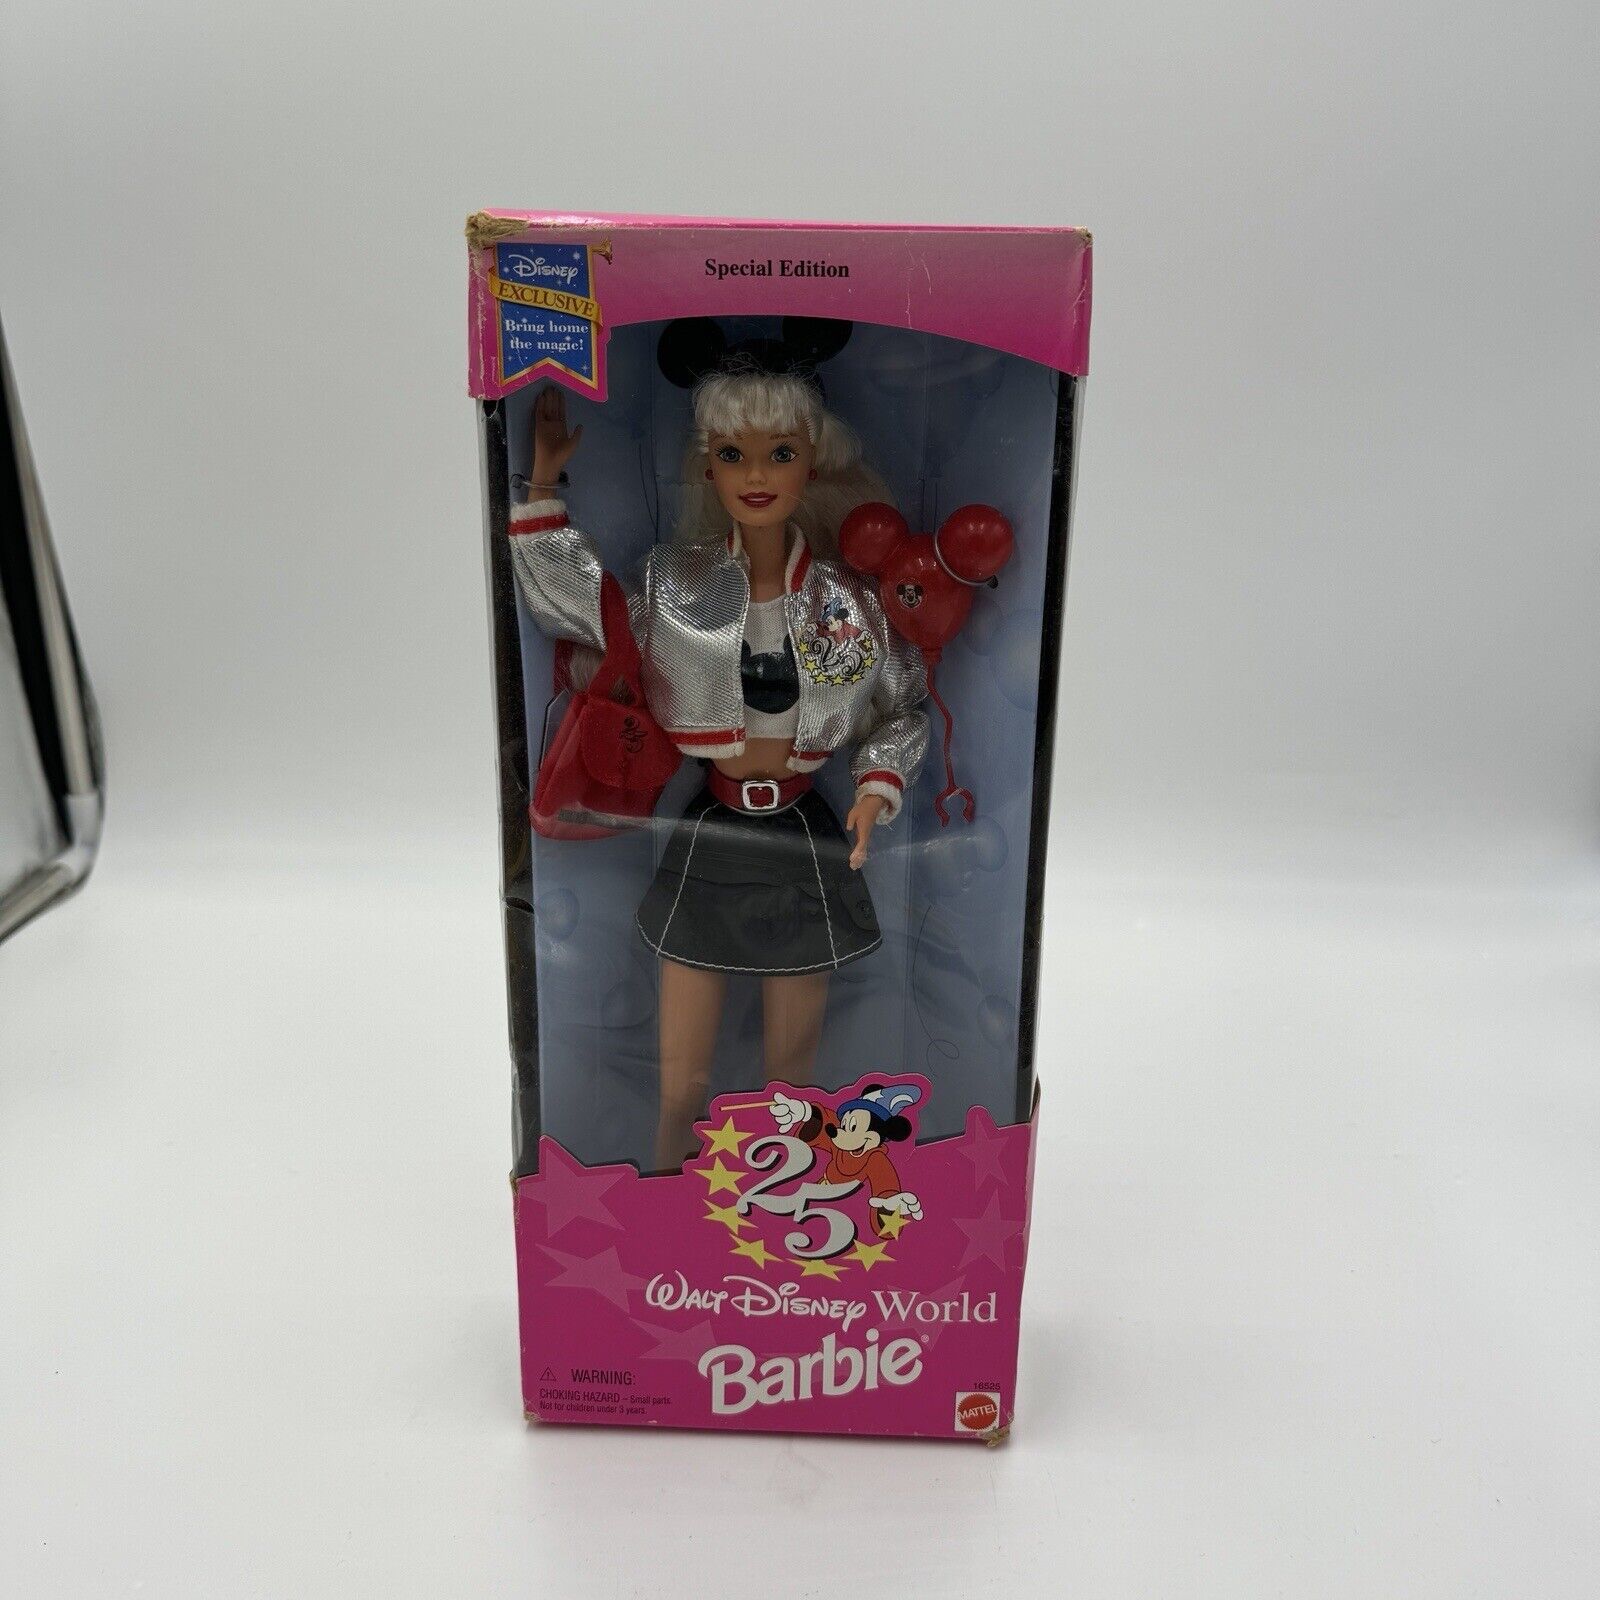 Special Edition
Disney
EXCLUSIVE
Bring home
the magic!
25
25
WALT DISNEY World
Barbie®
WARNING:
CHOKING HAZARD – Small parts.
Not for children under 3 years.
16525
MATTEL